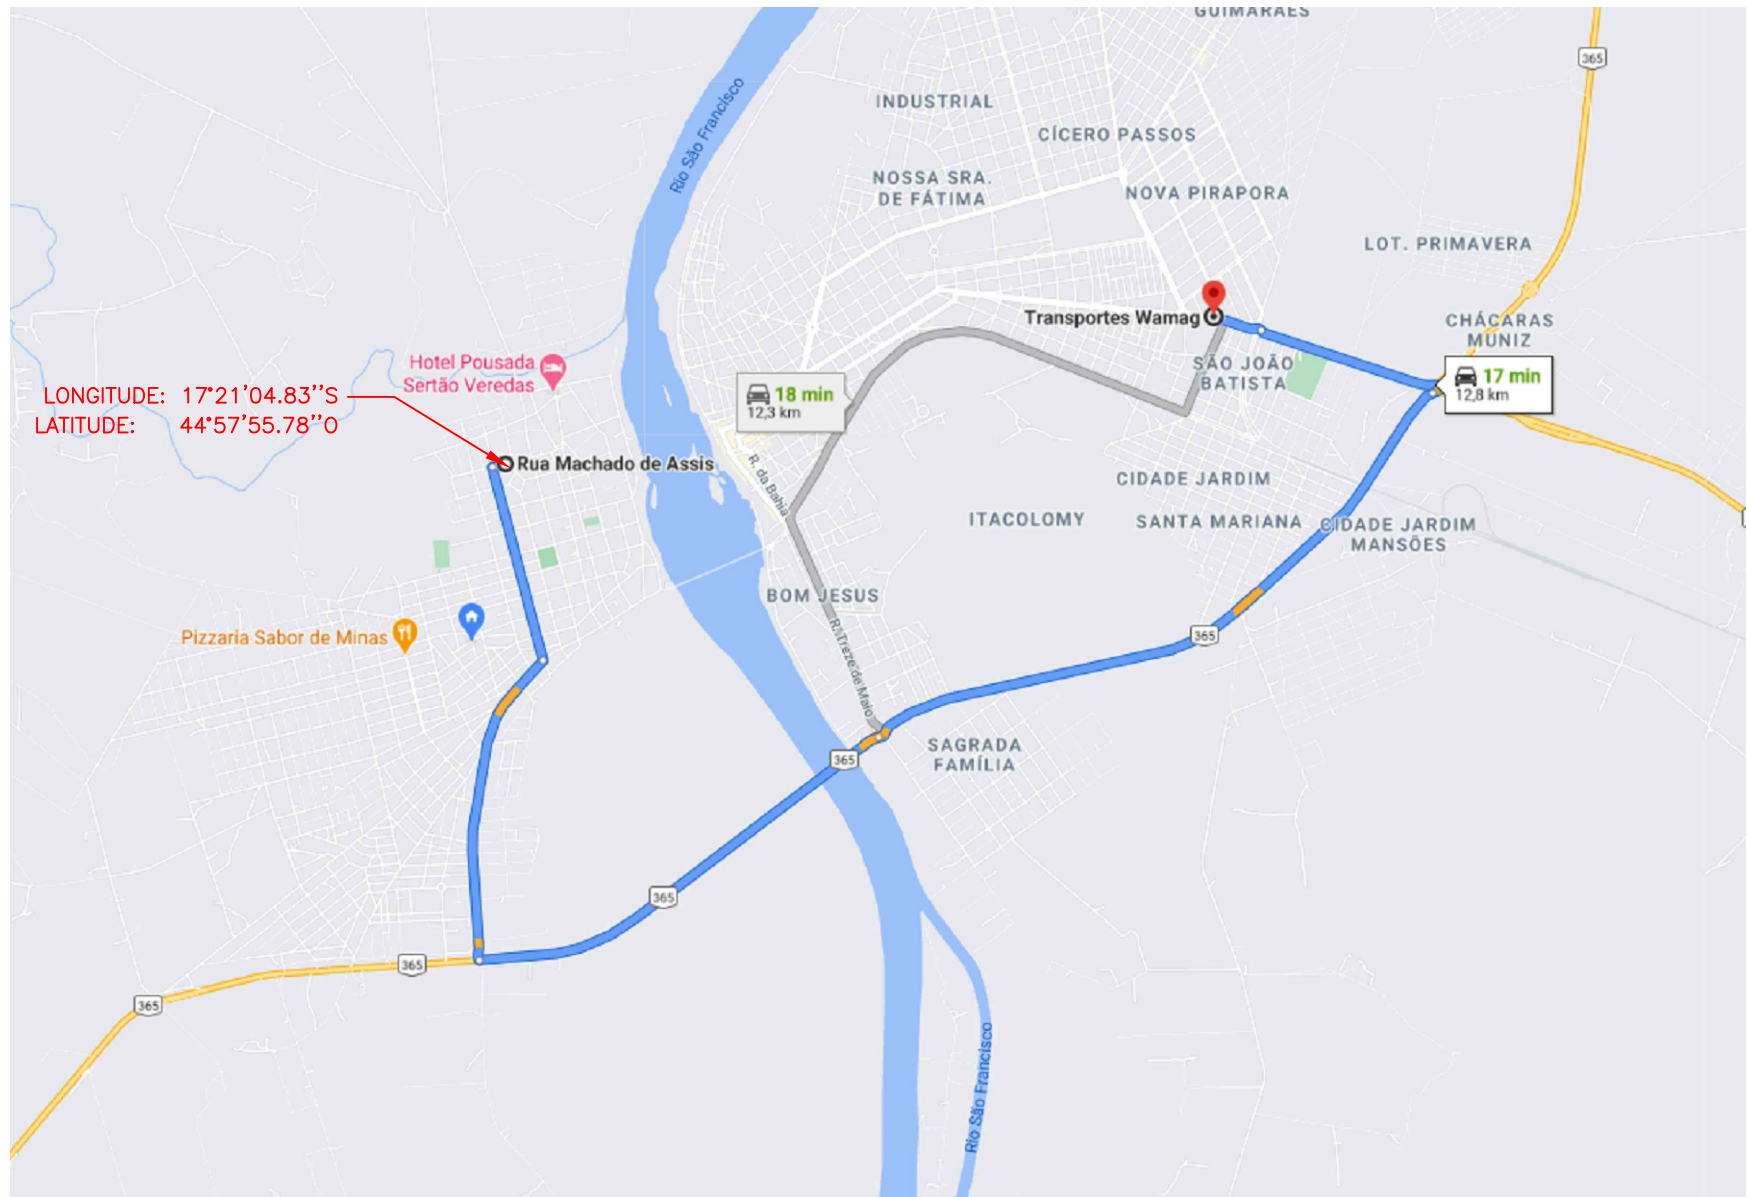 GUIMARÃES
365
Rio São Francisco
INDUSTRIAL
CÍCERO PASSOS
NOSSA SRA.
DE FÁTIMA
NOVA PIRAPORA
LOT. PRIMAVERA
Transportes Wamag
CHÁCARAS
MUNIZ
Hotel Pousada
Sertão Veredas
SÃO JOÃO
BATISTA
17 min
12,8 km
18 min
12,3 km
LONGITUDE: 17°21'04.83''S
LATITUDE: 44°57'55.78''O
Rua Machado de Assis
R. da Bahia
CIDADE JARDIM
ITACOLOMY
SANTA MARIANA
CIDADE JARDIM
MANSÕES
BOM JESUS
Pizzaria Sabor de Minas
R. Treze de Maio
365
SAGRADA
FAMÍLIA
365
365
365
365
Rio São Francisco